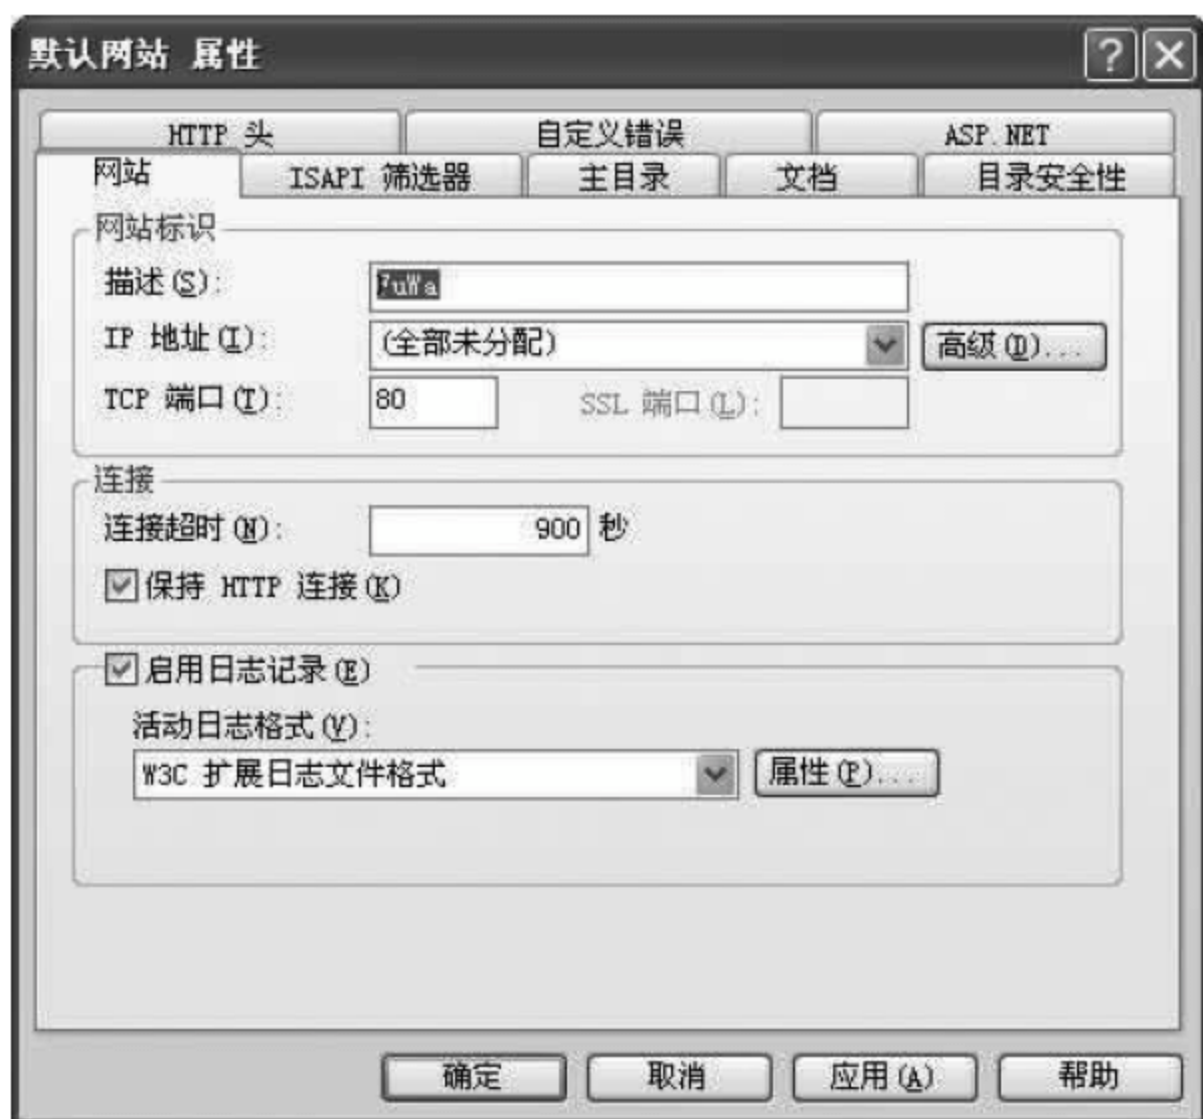 默认网站 属性
HTTP 头 自定义错误 ASP.NET
网站 ISAPI 筛选器 主目录 文档 目录安全性
网站标识
描述(S): FuWa
IP 地址(I): (全部未分配) 高级(D)...
TCP 端口(T): 80 SSL 端口(L):
连接
连接超时(N): 900 秒
保持 HTTP 连接(K)
启用日志记录(E)
活动日志格式(V):
W3C 扩展日志文件格式 属性(P)...
确定 取消 应用(A) 帮助